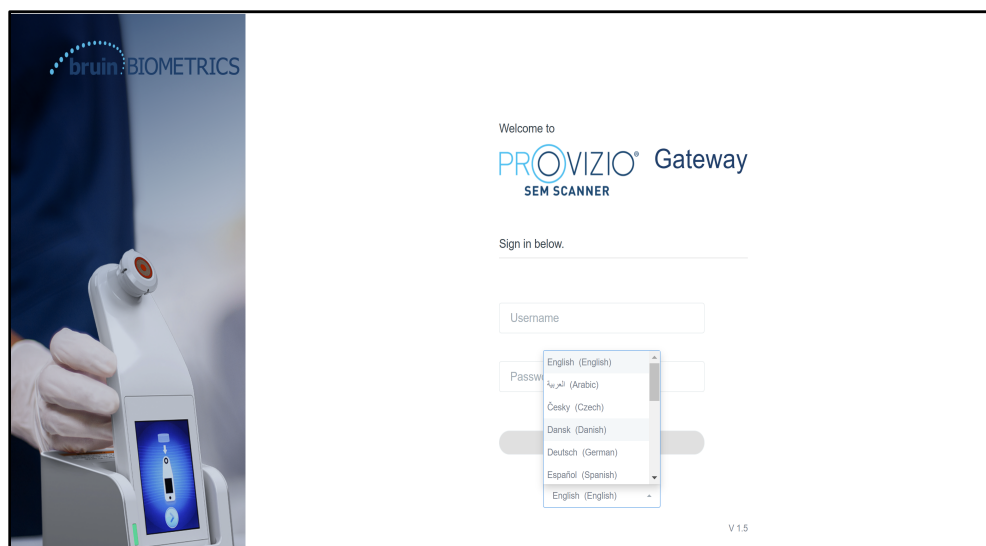 bruin BIOMETRICS
Welcome to
PROVIZIO® Gateway
SEM SCANNER
Sign in below.
Username
Passw
English (English)
العربية (Arabic)
Česky (Czech)
Dansk (Danish)
Deutsch (German)
Español (Spanish)
English (English)
V 1.5